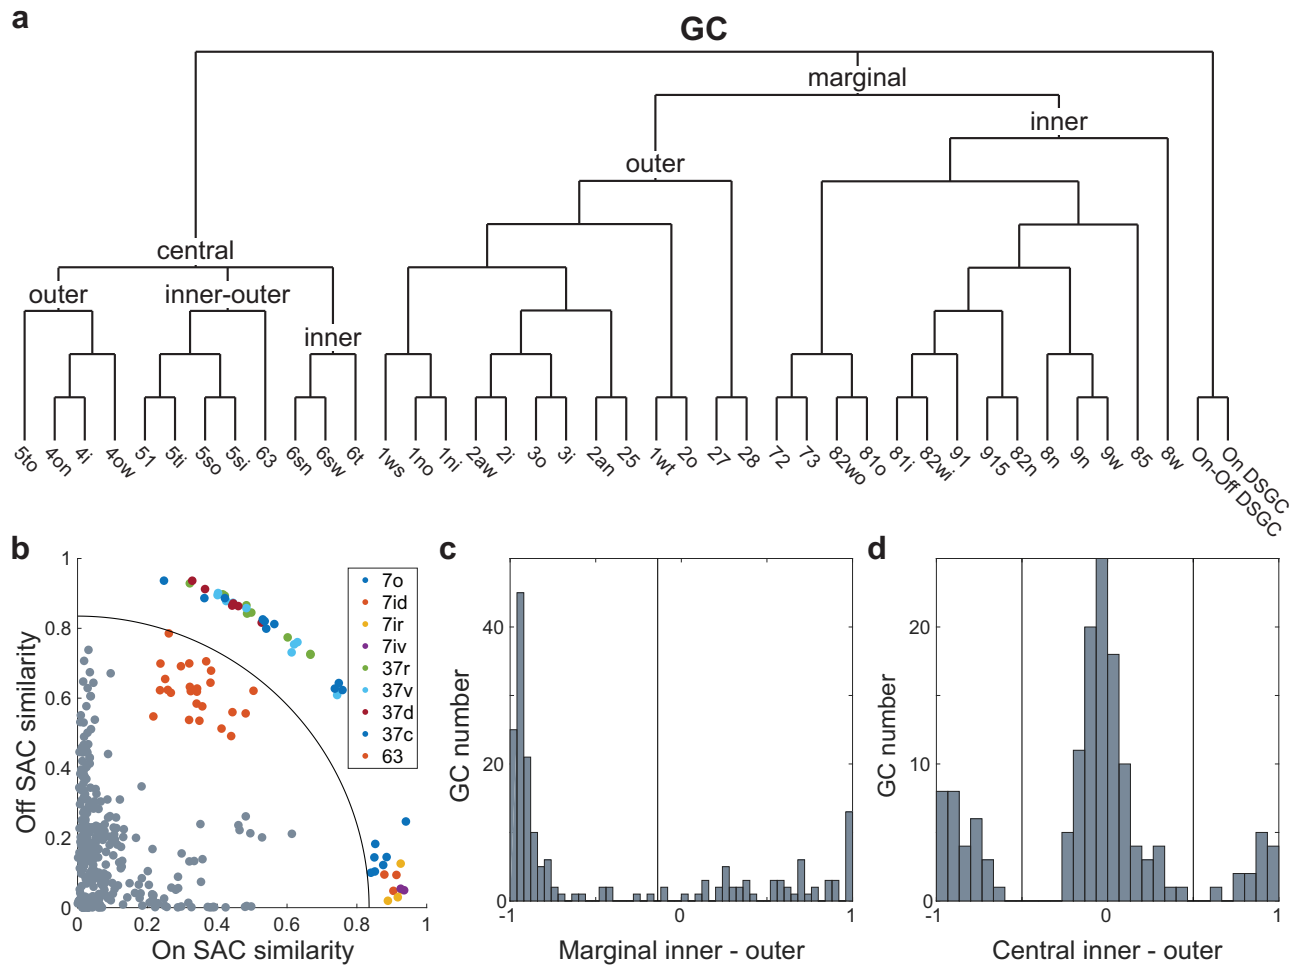 a
GC
marginal
inner
outer
central
outer inner-outer
inner
5to 4on 4i 4ow 51 5ti 5so 5si 63 6sn 6sw 6t 1ws 1no 1ni 2aw 2i 3o 3i 2an 25 1wt 2o 27 28 72 73 82wo 81o 81i 82wi 91 915 82n 8n 9n 9w 85 8w On-Off DSGC On DSGC
b
Off SAC similarity
1
0.8
0.6
0.4
0.2
0
0 0.2 0.4 0.6 0.8 1
On SAC similarity
7o
7id
7ir
7iv
37r
37v
37d
37c
63
c
GC number
40
20
0
-1 0 1
Marginal inner - outer
d
GC number
20
10
0
-1 0 1
Central inner - outer